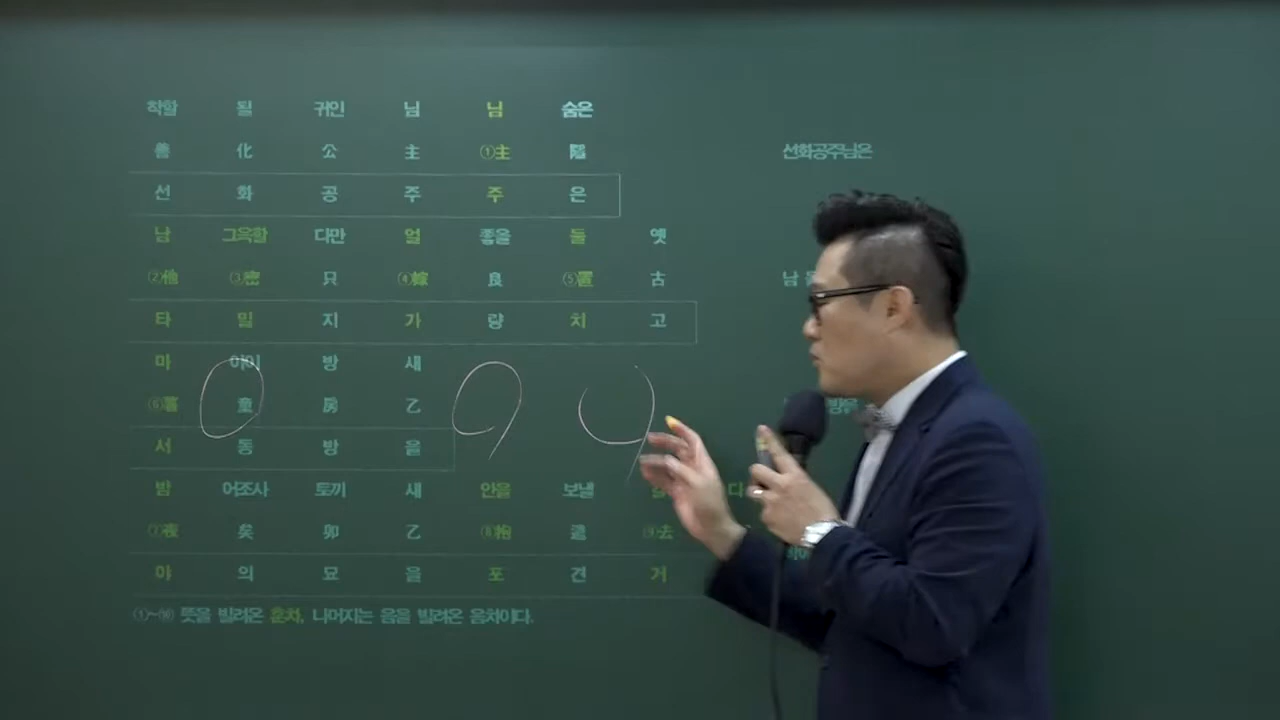 착할 될 귀인 님 님 숨은
善 化 公 主 ①主 隱 선화공주님은
선 화 공 주 주 은
남 그윽할 다만 얼 좋을 둘 옛
②他 ③密 只 ④嫁 良 ⑤置 古 남
타 밀 지 가 량 치 고
마 아이 방 새
⑥薯 童 房 乙 방을
서 동 방 을
밤 어조사 토끼 새 안을 보낼 다
⑦夜 矣 卯 乙 ⑧抱 遣 ⑨去
야 의 묘 을 포 견 거
①~⑩ 뜻을 빌려온 훈차, 나머지는 음을 빌려온 음차이다.